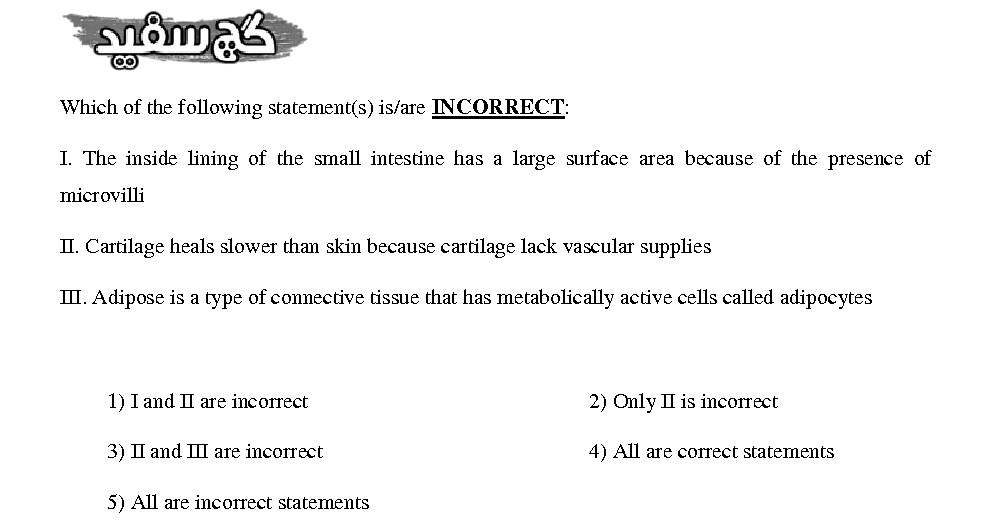 گچ سفید
Which of the following statement(s) is/are INCORRECT:
I. The inside lining of the small intestine has a large surface area because of the presence of
microvilli
II. Cartilage heals slower than skin because cartilage lack vascular supplies
III. Adipose is a type of connective tissue that has metabolically active cells called adipocytes
1) I and II are incorrect
2) Only II is incorrect
3) II and III are incorrect
4) All are correct statements
5) All are incorrect statements